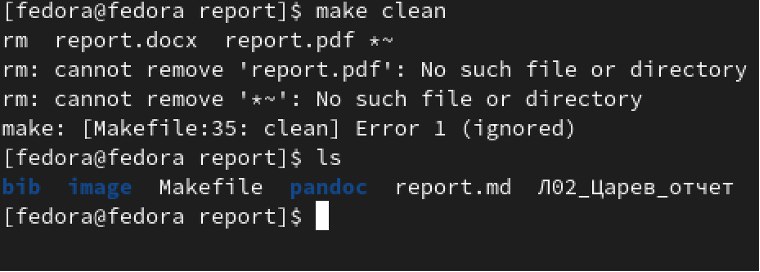 [fedora@fedora report]$ make clean
rm  report.docx  report.pdf *~
rm: cannot remove 'report.pdf': No such file or directory
rm: cannot remove '*~': No such file or directory
make: [Makefile:35: clean] Error 1 (ignored)
[fedora@fedora report]$ ls
bib  image  Makefile  pandoc  report.md  Л02_Царев_отчет
[fedora@fedora report]$